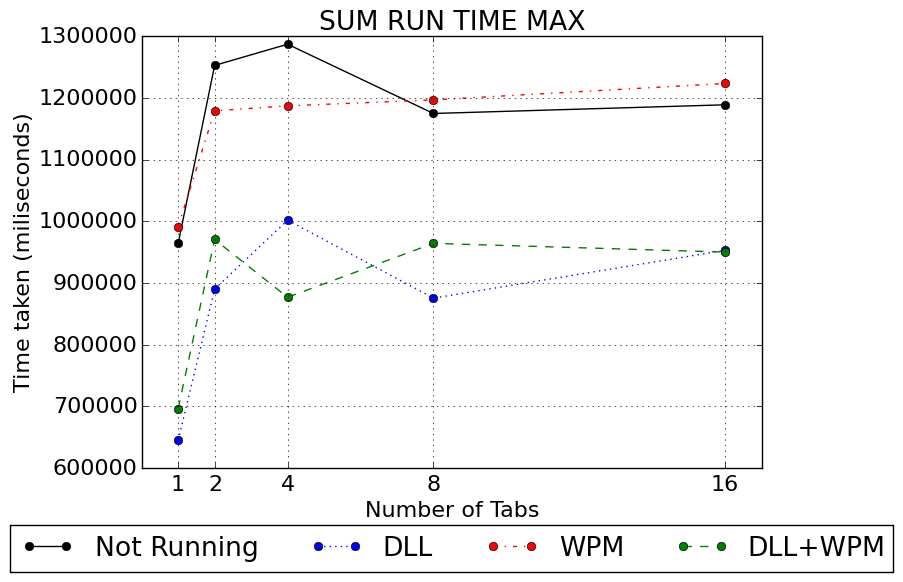 SUM RUN TIME MAX
1300000
1200000
1100000
1000000
900000
800000
700000
600000
Time taken (miliseconds)
1 2 4 8 16
Number of Tabs
Not Running DLL WPM DLL+WPM